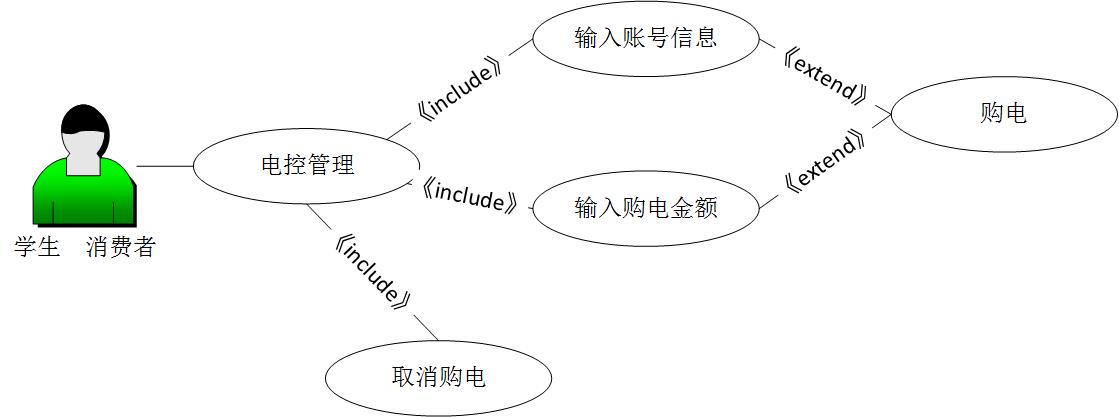 输入账号信息
《include》
《extend》
购电
电控管理
《include》
输入购电金额
《extend》
学生 消费者
《include》
取消购电